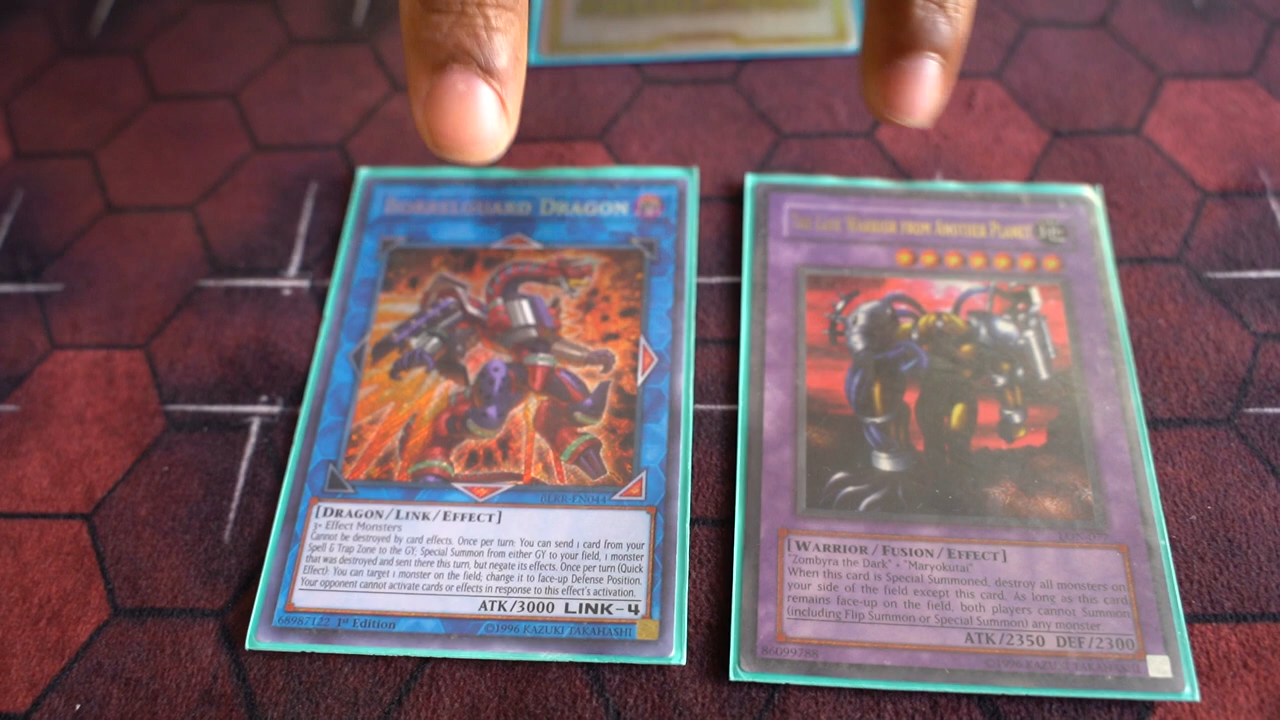 BORRELGUARD DRAGON
BLRR-EN044
[DRAGON/LINK/EFFECT]
3+ Effect Monsters
Cannot be destroyed by card effects. Once per turn: You can send 1 card from your
Spell & Trap Zone to the GY; Special Summon from either GY to your field, 1 monster
that was destroyed and sent there this turn, but negate its effects. Once per turn (Quick
Effect): You can target 1 monster on the field; change it to face-up Defense Position.
Your opponent cannot activate cards or effects in response to this effect's activation.
ATK/3000 LINK-4
68987122 1st Edition
©1996 KAZUKI TAKAHASHI
THE LAST WARRIOR FROM ANOTHER PLANET
[WARRIOR/FUSION/EFFECT]
"Zombyra the Dark" + "Maryokutai"
When this card is Special Summoned, destroy all monsters on
your side of the field except this card. As long as this card
remains face-up on the field, both players cannot Summon
(including Flip Summon or Special Summon) any monster.
ATK/2350 DEF/2300
86099788
©1996 KAZUKI TAKAHASHI